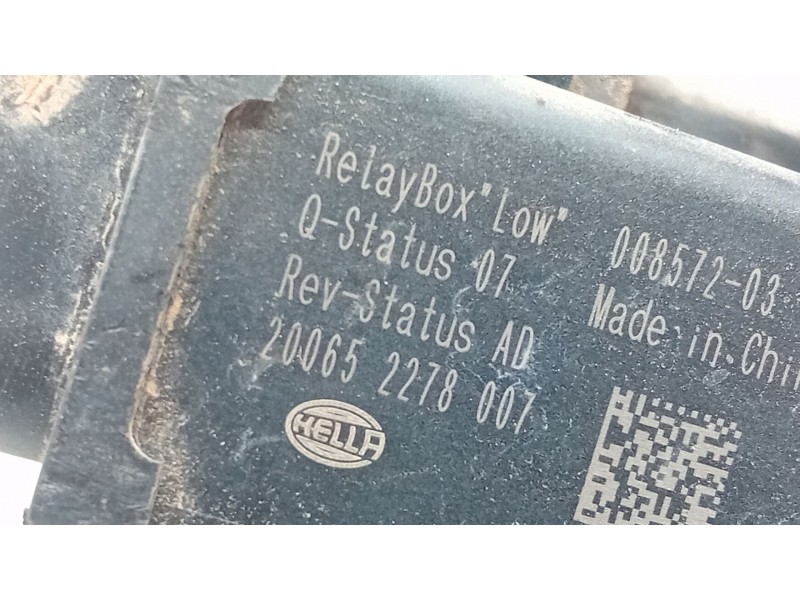 RelayBox"Low" 008572-03
Q-Status 07 Made in Chin
Rev-Status AD
20065 2278 007
HELLA